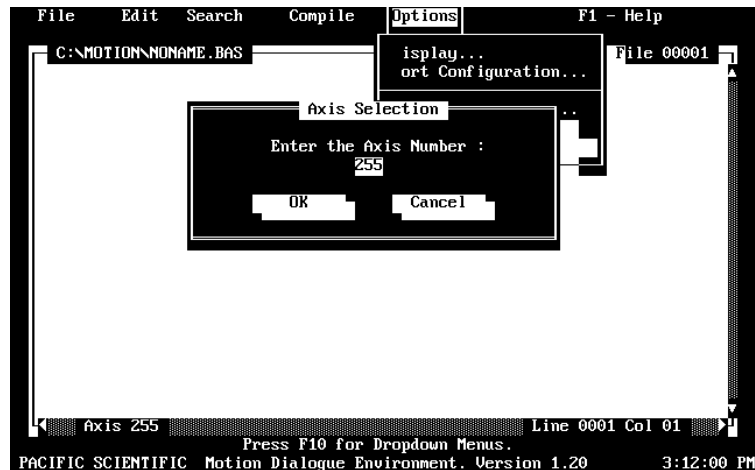 File Edit Search Compile Options F1 - Help
C:\MOTION\NONAME.BAS File 00001
isplay...
ort Configuration...
..
Axis Selection
Enter the Axis Number :
255
OK Cancel
Axis 255 Line 0001 Col 01
Press F10 for Dropdown Menus.
PACIFIC SCIENTIFIC Motion Dialogue Environment. Version 1.20 3:12:00 PM